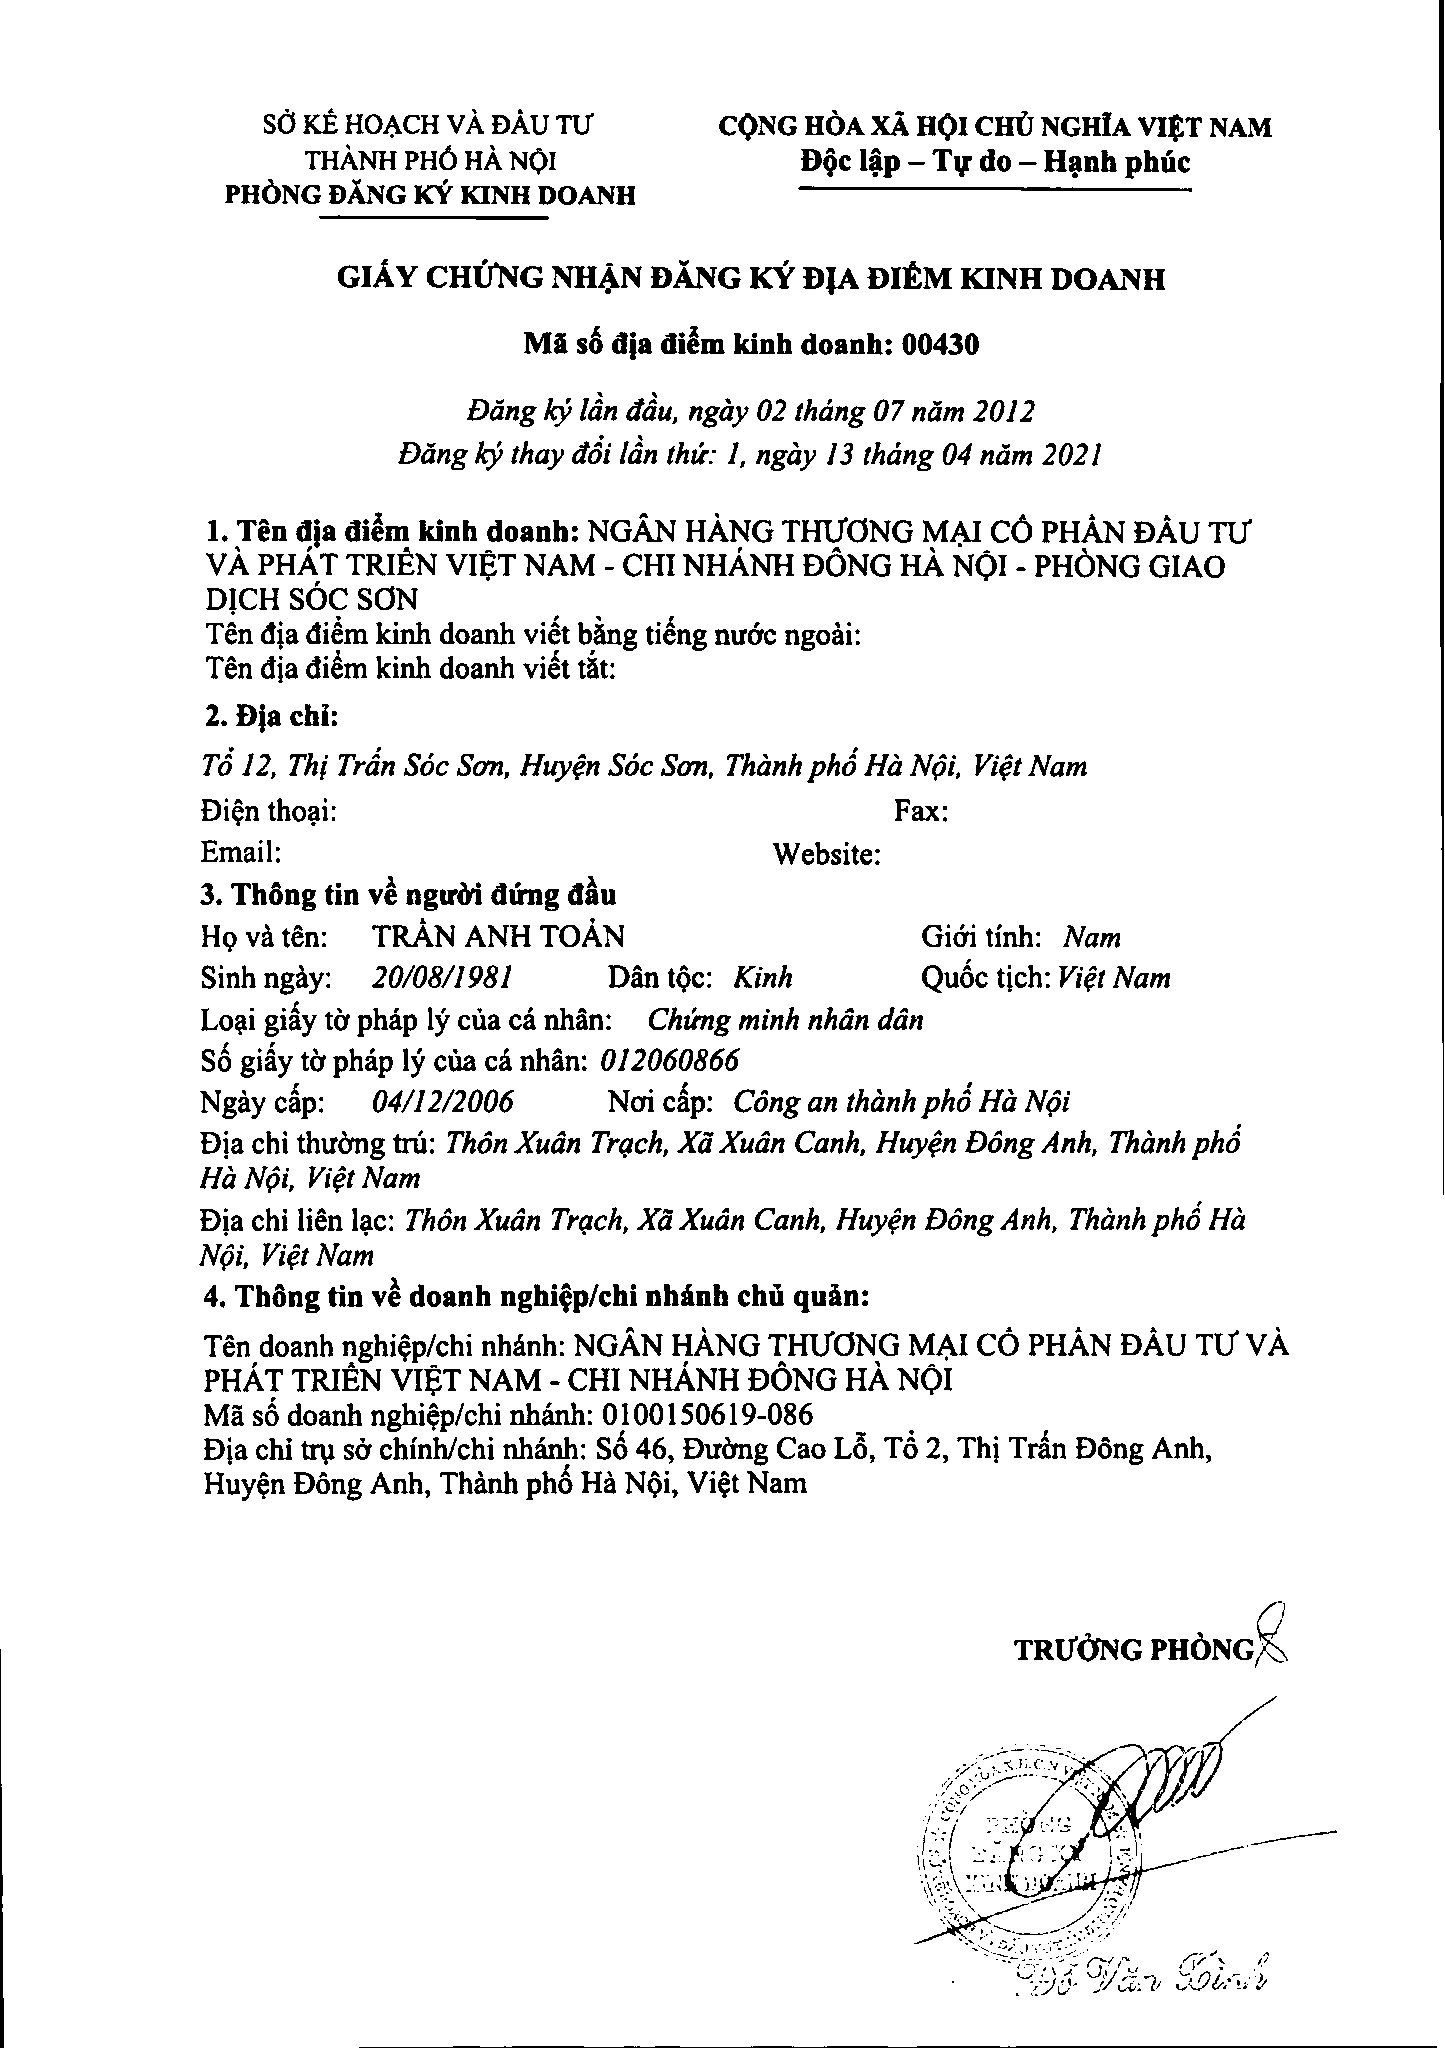 SỞ KẾ HOẠCH VÀ ĐẦU TƯ
THÀNH PHỐ HÀ NỘI
PHÒNG ĐĂNG KÝ KINH DOANH
CỘNG HÒA XÃ HỘI CHỦ NGHĨA VIỆT NAM
Độc lập – Tự do – Hạnh phúc
GIẤY CHỨNG NHẬN ĐĂNG KÝ ĐỊA ĐIỂM KINH DOANH
Mã số địa điểm kinh doanh: 00430
Đăng ký lần đầu, ngày 02 tháng 07 năm 2012
Đăng ký thay đổi lần thứ: 1, ngày 13 tháng 04 năm 2021
1. Tên địa điểm kinh doanh: NGÂN HÀNG THƯƠNG MẠI CỔ PHẦN ĐẦU TƯ
VÀ PHÁT TRIỂN VIỆT NAM - CHI NHÁNH ĐÔNG HÀ NỘI - PHÒNG GIAO
DỊCH SÓC SƠN
Tên địa điểm kinh doanh viết bằng tiếng nước ngoài:
Tên địa điểm kinh doanh viết tắt:
2. Địa chỉ:
Tổ 12, Thị Trấn Sóc Sơn, Huyện Sóc Sơn, Thành phố Hà Nội, Việt Nam
Điện thoại: Fax:
Email: Website:
3. Thông tin về người đứng đầu
Họ và tên: TRẦN ANH TOẢN Giới tính: Nam
Sinh ngày: 20/08/1981 Dân tộc: Kinh Quốc tịch: Việt Nam
Loại giấy tờ pháp lý của cá nhân: Chứng minh nhân dân
Số giấy tờ pháp lý của cá nhân: 012060866
Ngày cấp: 04/12/2006 Nơi cấp: Công an thành phố Hà Nội
Địa chỉ thường trú: Thôn Xuân Trạch, Xã Xuân Canh, Huyện Đông Anh, Thành phố
Hà Nội, Việt Nam
Địa chỉ liên lạc: Thôn Xuân Trạch, Xã Xuân Canh, Huyện Đông Anh, Thành phố Hà
Nội, Việt Nam
4. Thông tin về doanh nghiệp/chi nhánh chủ quản:
Tên doanh nghiệp/chi nhánh: NGÂN HÀNG THƯƠNG MẠI CỔ PHẦN ĐẦU TƯ VÀ
PHÁT TRIỂN VIỆT NAM - CHI NHÁNH ĐÔNG HÀ NỘI
Mã số doanh nghiệp/chi nhánh: 0100150619-086
Địa chỉ trụ sở chính/chi nhánh: Số 46, Đường Cao Lỗ, Tổ 2, Thị Trấn Đông Anh,
Huyện Đông Anh, Thành phố Hà Nội, Việt Nam
TRƯỞNG PHÒNG
PHÒNG
ĐĂNG KÝ
KINH DOANH
Đỗ Văn Bình